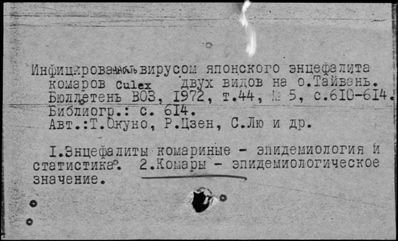 Инфицированность вирусом японского энцефалита
комаров Culex двух видов на о.Тайвань.
Бюллетень ВОЗ, 1972, т.44, № 5, с.610-614.
Библиогр.: с. 614.
Авт.:Т.Окуно, Р.Цзен, С.Лю и др.
I.Энцефалиты комариные - эпидемиология и
статистика. 2.Комары - эпидемиологическое
значение.